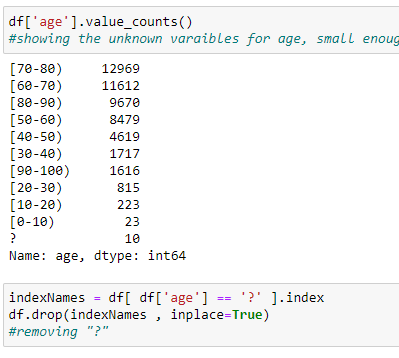 df['age'].value_counts()
#showing the unknown varaibles for age, small enoug
[70-80) 12969
[60-70) 11612
[80-90) 9670
[50-60) 8479
[40-50) 4619
[30-40) 1717
[90-100) 1616
[20-30) 815
[10-20) 223
[0-10) 23
? 10
Name: age, dtype: int64
indexNames = df[ df['age'] == '?' ].index
df.drop(indexNames , inplace=True)
#removing "?"